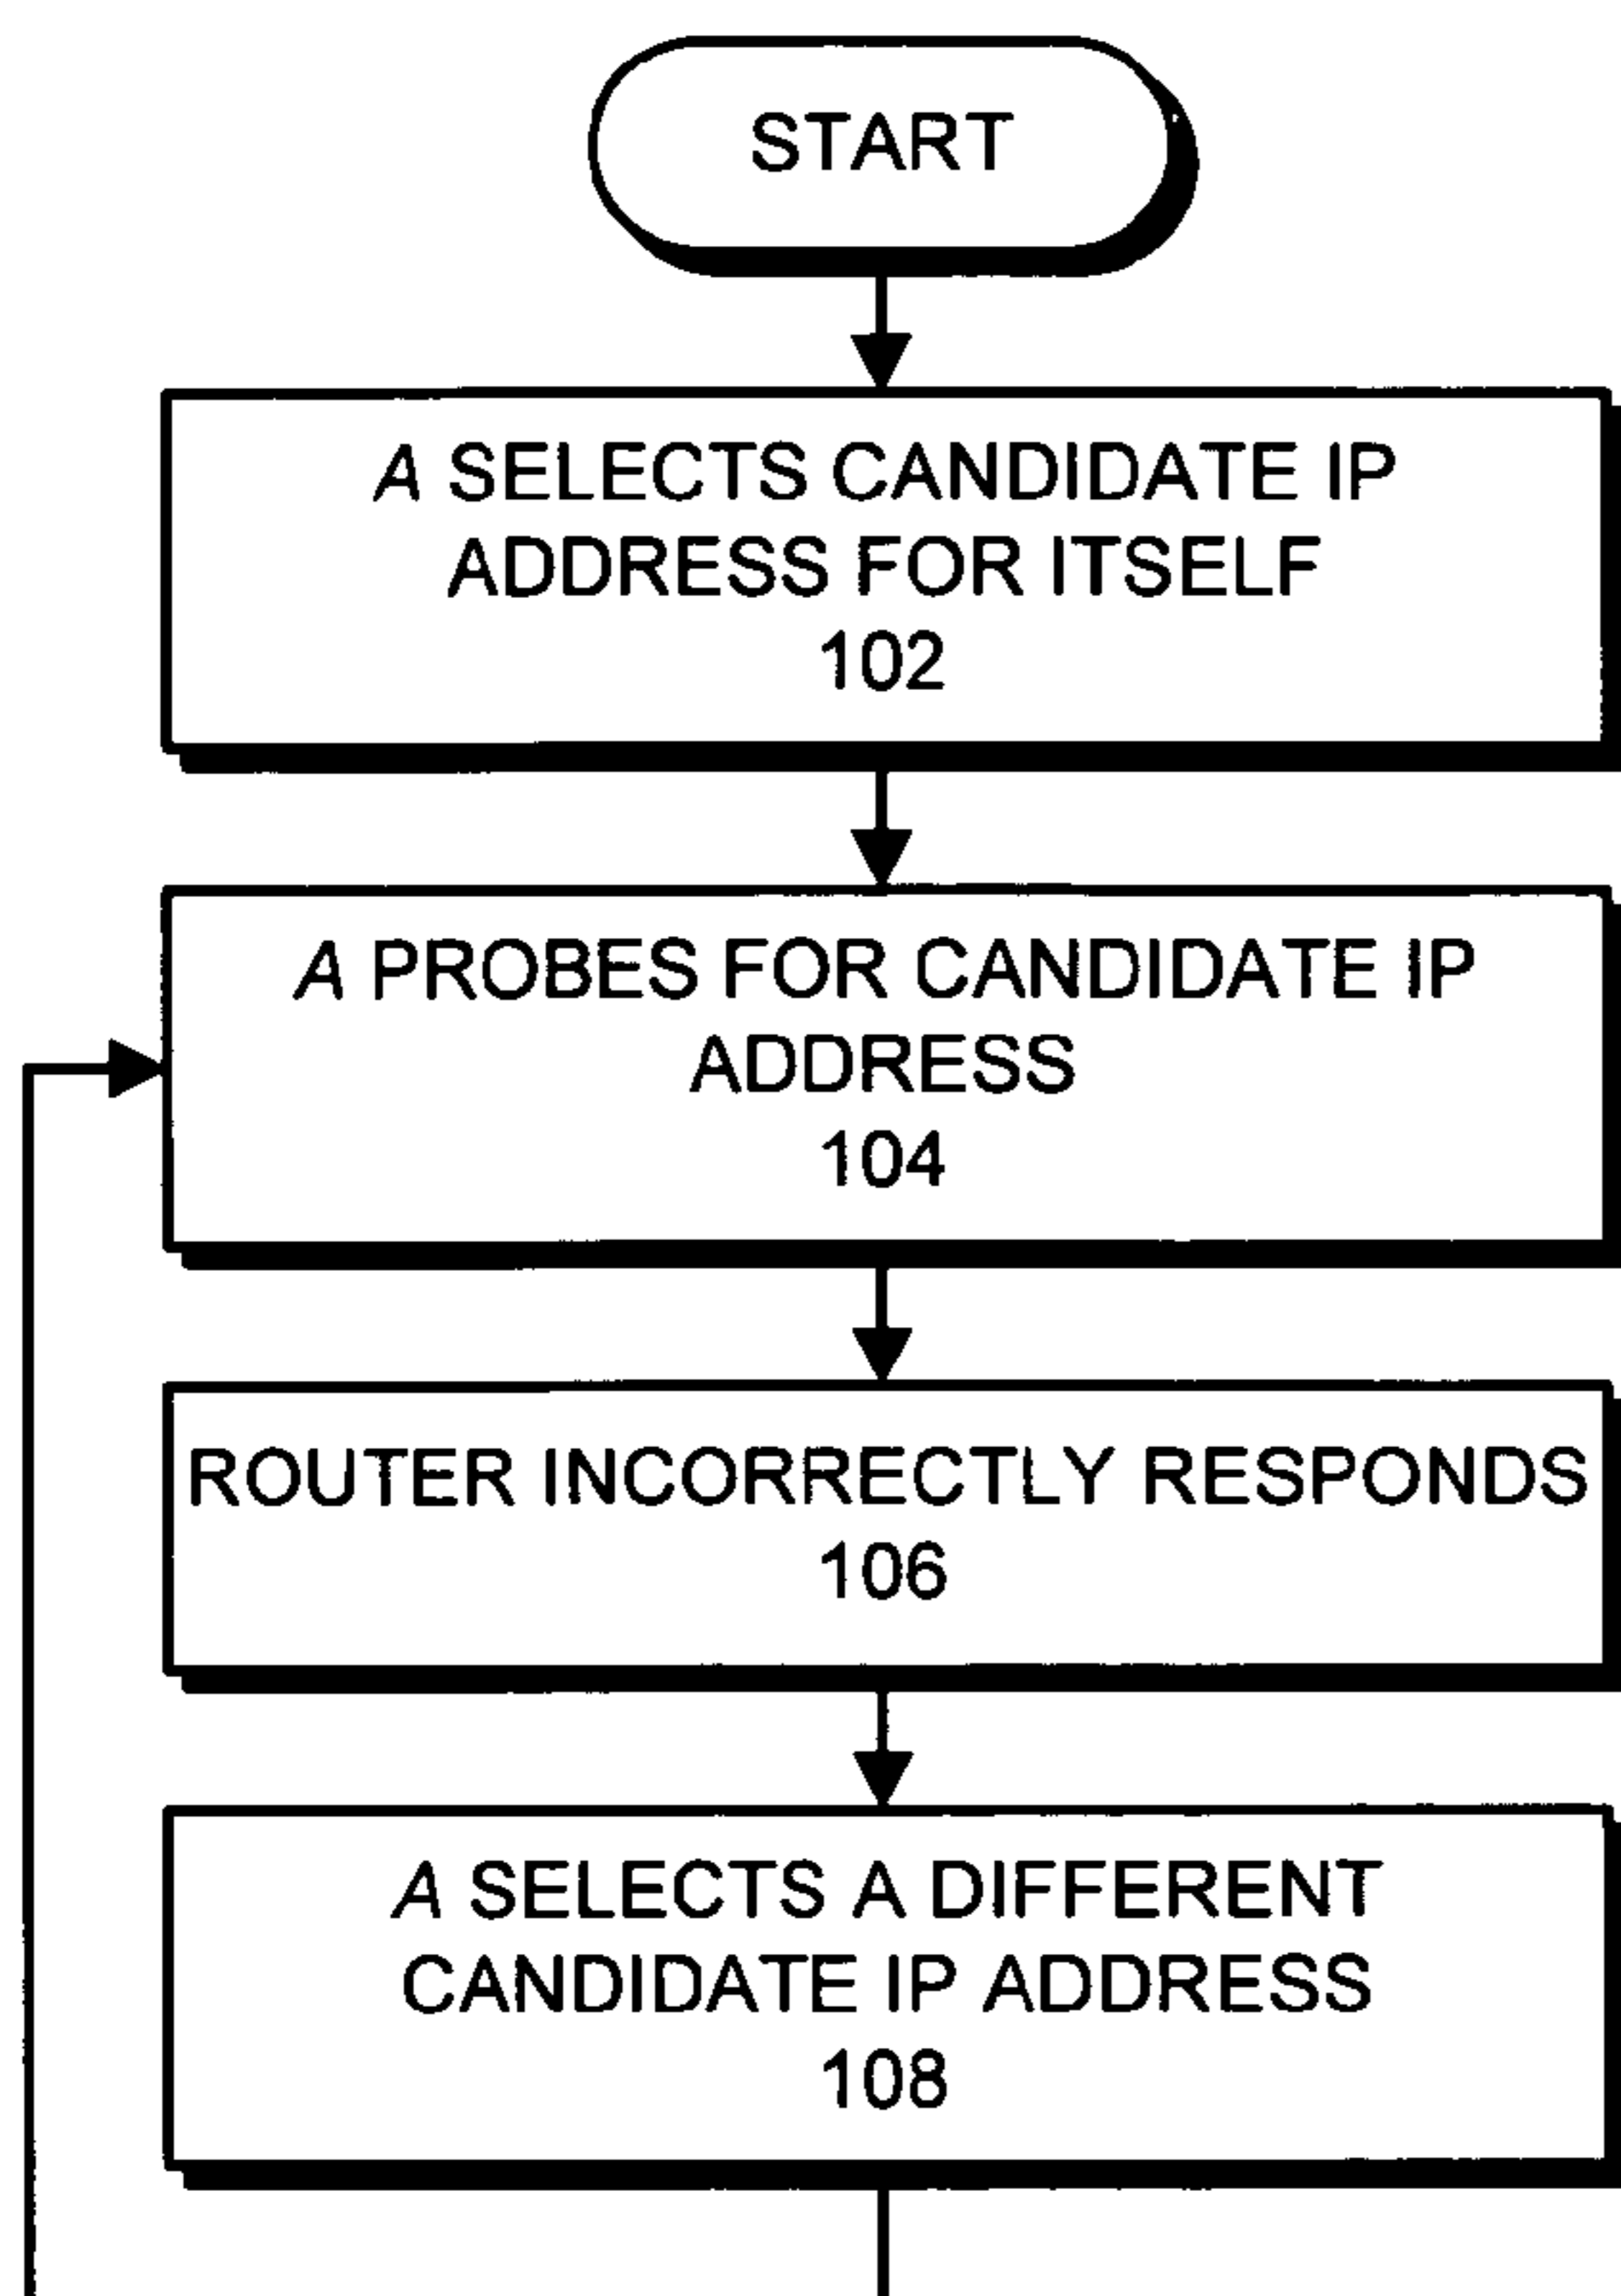 START
A SELECTS CANDIDATE IP
ADDRESS FOR ITSELF
102
A PROBES FOR CANDIDATE IP
ADDRESS
104
ROUTER INCORRECTLY RESPONDS
106
A SELECTS A DIFFERENT
CANDIDATE IP ADDRESS
108